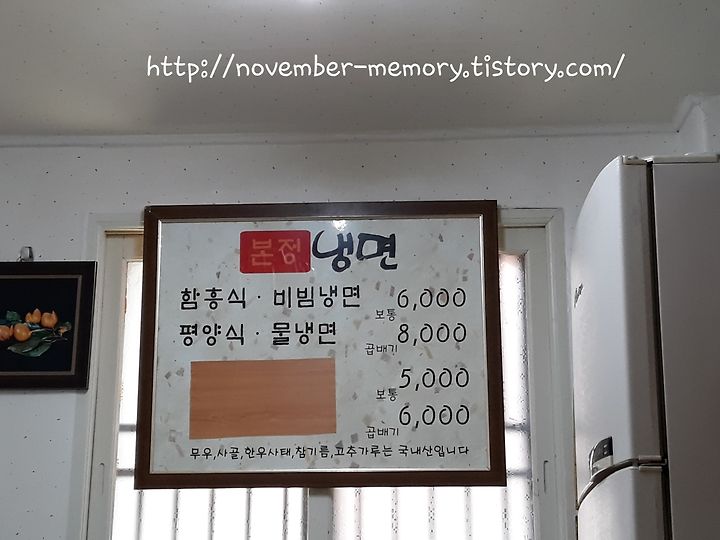 http://november-memory.tistory.com/
본정 냉면
함흥식 · 비빔냉면 보통 6,000
평양식 · 물냉면 곱배기 8,000
보통 5,000
곱배기 6,000
무우,사골,한우사태,참기름,고추가루는 국내산입니다